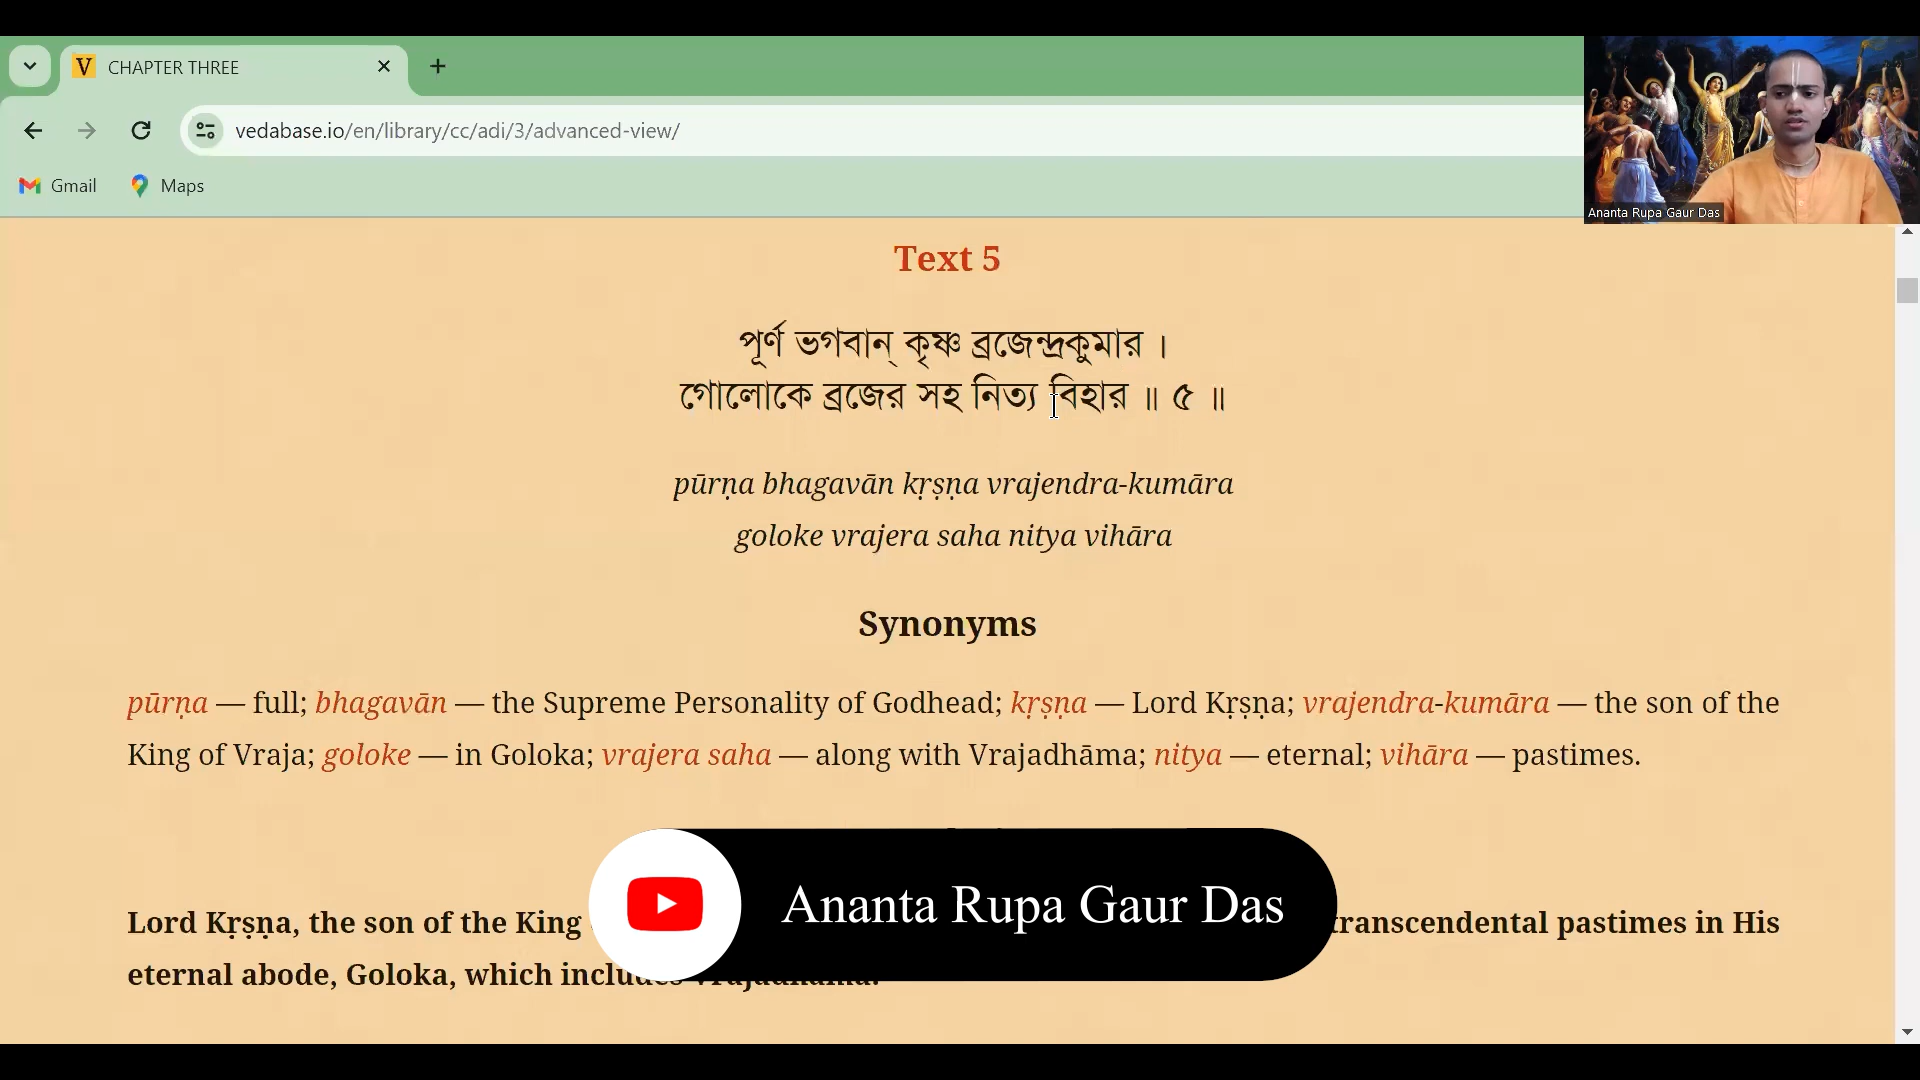 CHAPTER THREE
vedabase.io/en/library/cc/adi/3/advanced-view/
Gmail
Maps
Ananta Rupa Gaur Das
Text 5
পূর্ণ ভগবান্ কৃষ্ণ ব্রজেন্দ্রকুমার ।
গোলোকে ব্রজের সহ নিত্য বিহার ॥ ৫ ॥
pūrṇa bhagavān kṛṣṇa vrajendra-kumāra
goloke vrajera saha nitya vihāra
Synonyms
pūrṇa — full; bhagavān — the Supreme Personality of Godhead; kṛṣṇa — Lord Kṛṣṇa; vrajendra-kumāra — the son of the
King of Vraja; goloke — in Goloka; vrajera saha — along with Vrajadhāma; nitya — eternal; vihāra — pastimes.
Lord Kṛṣṇa, the son of the King transcendental pastimes in His
eternal abode, Goloka, which includes
Ananta Rupa Gaur Das